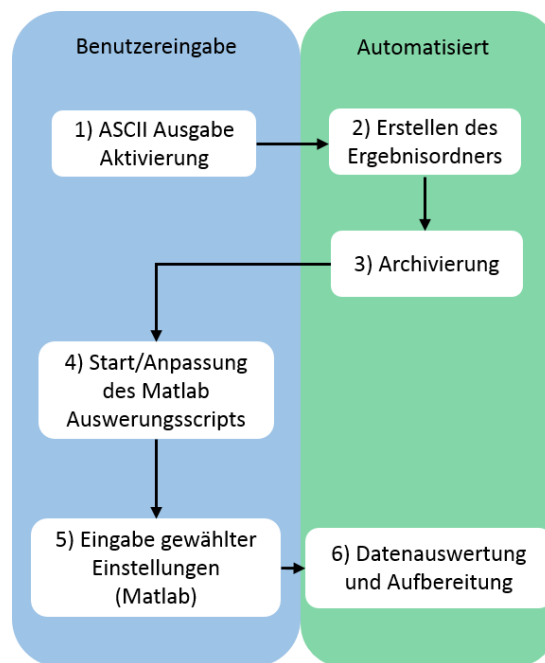 Benutzereingabe
Automatisiert
1) ASCII Ausgabe
Aktivierung
2) Erstellen des
Ergebnisordners
3) Archivierung
4) Start/Anpassung
des Matlab
Auswerungsscripts
5) Eingabe gewählter
Einstellungen
(Matlab)
6) Datenauswertung
und Aufbereitung